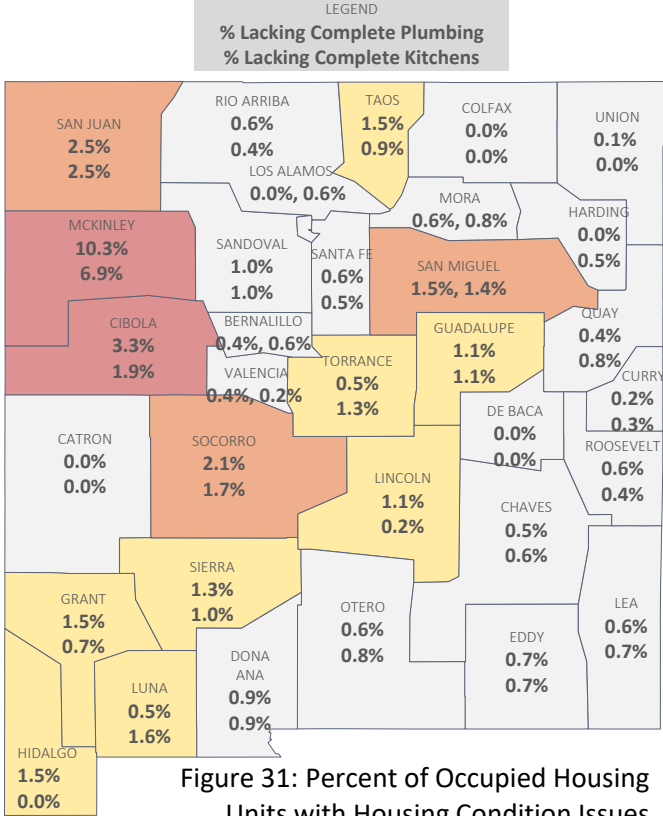 LEGEND
% Lacking Complete Plumbing
% Lacking Complete Kitchens
SAN JUAN
2.5%
2.5%
RIO ARRIBA
0.6%
0.4%
TAOS
1.5%
0.9%
COLFAX
0.0%
0.0%
UNION
0.1%
0.0%
LOS ALAMOS
0.0%, 0.6%
MORA
0.6%, 0.8%
HARDING
0.0%
0.5%
MCKINLEY
10.3%
6.9%
SANDOVAL
1.0%
1.0%
SANTA FE
0.6%
0.5%
SAN MIGUEL
1.5%, 1.4%
CIBOLA
3.3%
1.9%
BERNALILLO
0.4%, 0.6%
GUADALUPE
1.1%
1.1%
QUAY
0.4%
0.8%
VALENCIA
0.4%, 0.2%
TORRANCE
0.5%
1.3%
CURRY
0.2%
0.3%
CATRON
0.0%
0.0%
SOCORRO
2.1%
1.7%
DE BACA
0.0%
0.0%
ROOSEVELT
0.6%
0.4%
LINCOLN
1.1%
0.2%
CHAVES
0.5%
0.6%
SIERRA
1.3%
1.0%
GRANT
1.5%
0.7%
OTERO
0.6%
0.8%
LEA
0.6%
0.7%
EDDY
0.7%
0.7%
DONA
ANA
0.9%
0.9%
LUNA
0.5%
1.6%
HIDALGO
1.5%
0.0%
Figure 31: Percent of Occupied Housing
Units with Housing Condition Issues